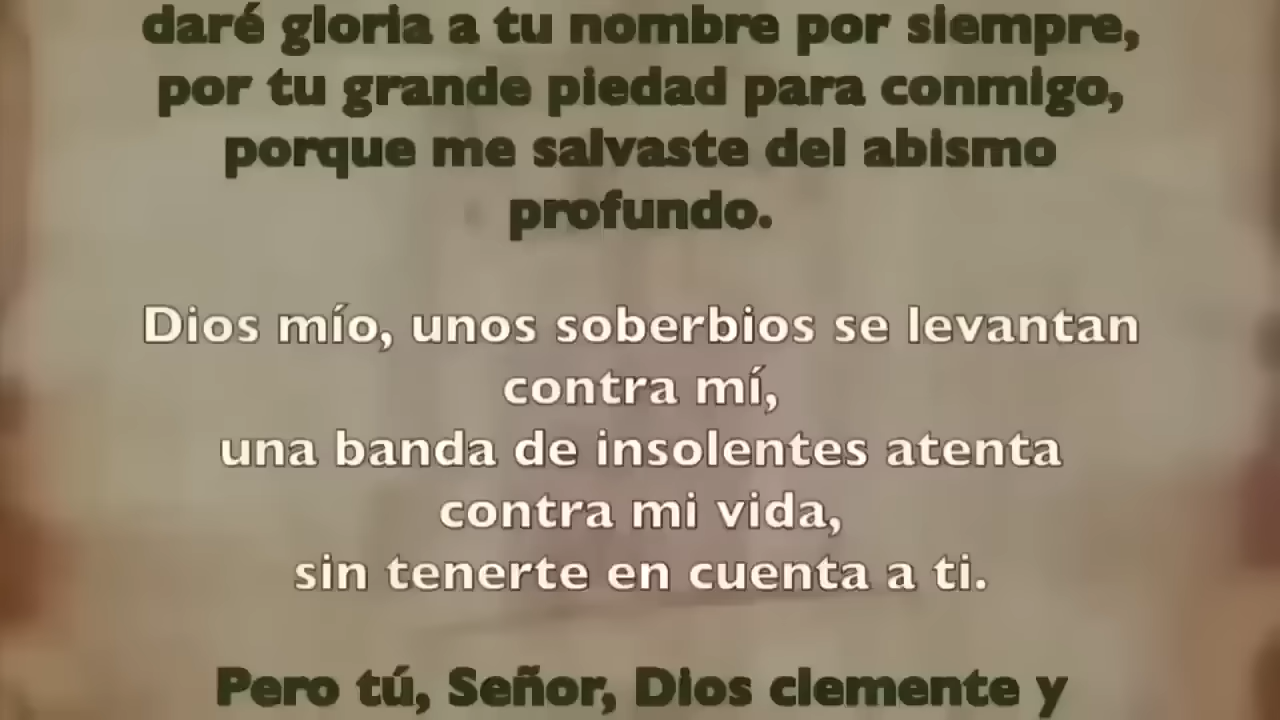 daré gloria a tu nombre por siempre,
por tu grande piedad para conmigo,
porque me salvaste del abismo
profundo.
Dios mío, unos soberbios se levantan
contra mí,
una banda de insolentes atenta
contra mi vida,
sin tenerte en cuenta a ti.
Pero tú, Señor, Dios clemente y